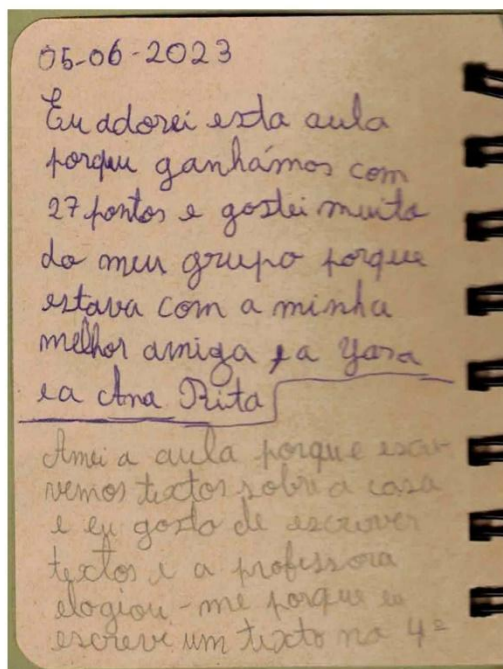 05-06-2023
Eu adorei esta aula
porque ganhámos com
27 pontos e gostei muito
do meu grupo porque
estava com a minha
melhor amiga, a Yara
e a Ana Rita
Amei a aula porque escre-
vemos textos sobre a casa
e eu gosto de escrever
textos e a professora
elogiou-me porque eu
escrevi um texto na 4ª